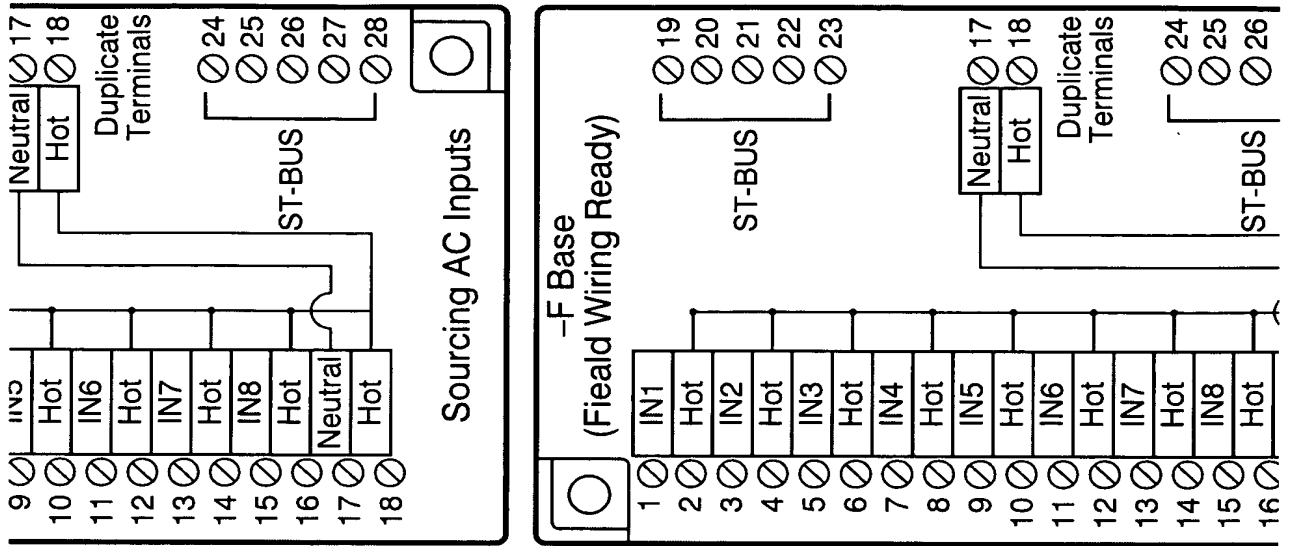 17
18
Neutral
Hot
Duplicate
Terminals
24
25
26
27
28
ST-BUS
Sourcing AC Inputs
Hot
IN6
Hot
IN7
Hot
IN8
Hot
Neutral
Hot
9
10
11
12
13
14
15
16
17
18
–F Base
(Fieald Wiring Ready)
19
20
21
22
23
ST-BUS
17
18
Neutral
Hot
Duplicate
Terminals
24
25
26
ST-BUS
IN1
Hot
IN2
Hot
IN3
Hot
IN4
Hot
IN5
Hot
IN6
Hot
IN7
Hot
IN8
Hot
1
2
3
4
5
6
7
8
9
10
11
12
13
14
15
16